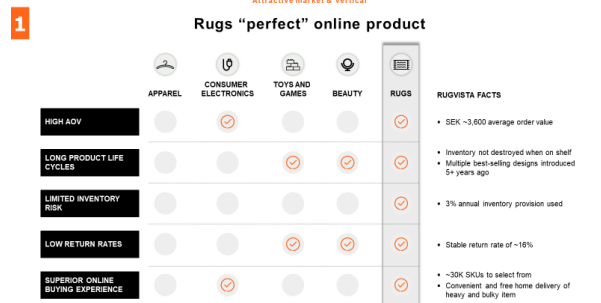 Attractive market & vertical
1
Rugs “perfect” online product
APPAREL
CONSUMER
ELECTRONICS
TOYS AND
GAMES
BEAUTY
RUGS
RUGVISTA FACTS
HIGH AOV
• SEK ~3,600 average order value
LONG PRODUCT LIFE
CYCLES
• Inventory not destroyed when on shelf
• Multiple best-selling designs introduced
5+ years ago
LIMITED INVENTORY
RISK
• 3% annual inventory provision used
LOW RETURN RATES
• Stable return rate of ~16%
SUPERIOR ONLINE
BUYING EXPERIENCE
• ~30K SKUs to select from
• Convenient and free home delivery of
heavy and bulky item